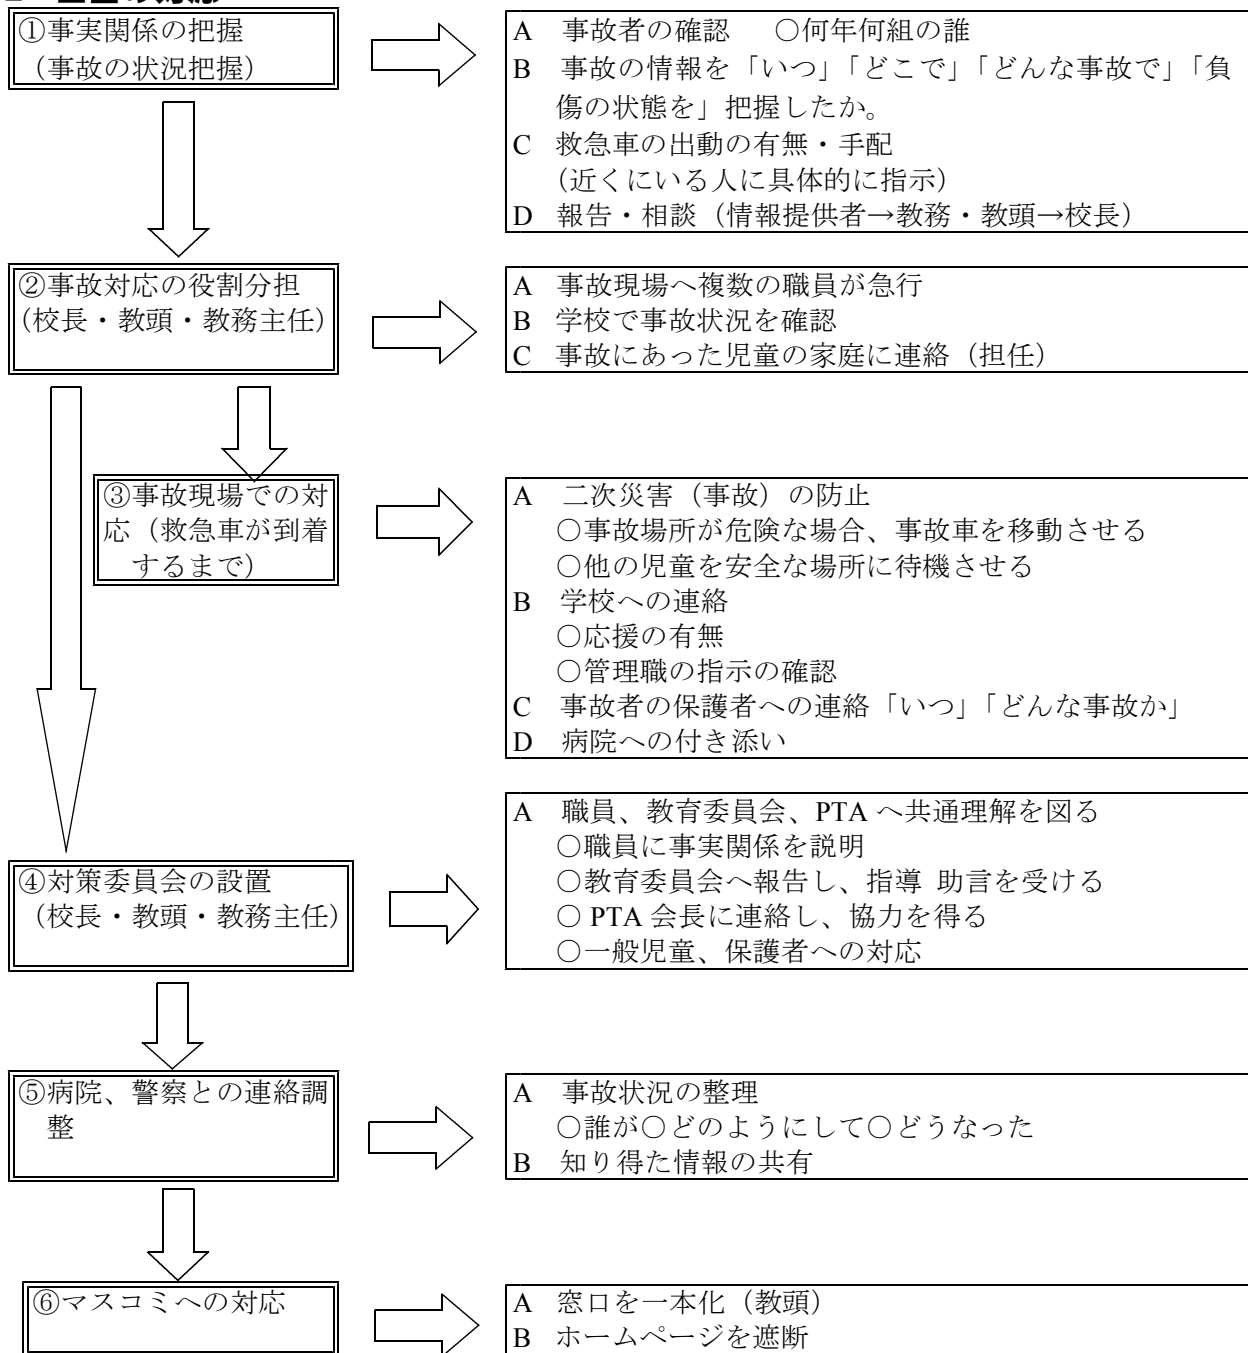 ①事実関係の把握
(事故の状況把握)
A 事故者の確認 ○何年何組の誰
B 事故の情報を「いつ」「どこで」「どんな事故で」「負
傷の状態を」把握したか。
C 救急車の出動の有無・手配
(近くにいる人に具体的に指示)
D 報告・相談(情報提供者→教務・教頭→校長)
②事故対応の役割分担
(校長・教頭・教務主任)
A 事故現場へ複数の職員が急行
B 学校で事故状況を確認
C 事故にあった児童の家庭に連絡(担任)
③事故現場での対
応(救急車が到着
するまで)
A 二次災害(事故)の防止
○事故場所が危険な場合、事故車を移動させる
○他の児童を安全な場所に待機させる
B 学校への連絡
○応援の有無
○管理職の指示の確認
C 事故者の保護者への連絡「いつ」「どんな事故か」
D 病院への付き添い
④対策委員会の設置
(校長・教頭・教務主任)
A 職員、教育委員会、PTA へ共通理解を図る
○職員に事実関係を説明
○教育委員会へ報告し、指導 助言を受ける
○ PTA 会長に連絡し、協力を得る
○一般児童、保護者への対応
⑤病院、警察との連絡調
整
A 事故状況の整理
○誰が○どのようにして○どうなった
B 知り得た情報の共有
⑥マスコミへの対応
A 窓口を一本化(教頭)
B ホームページを遮断